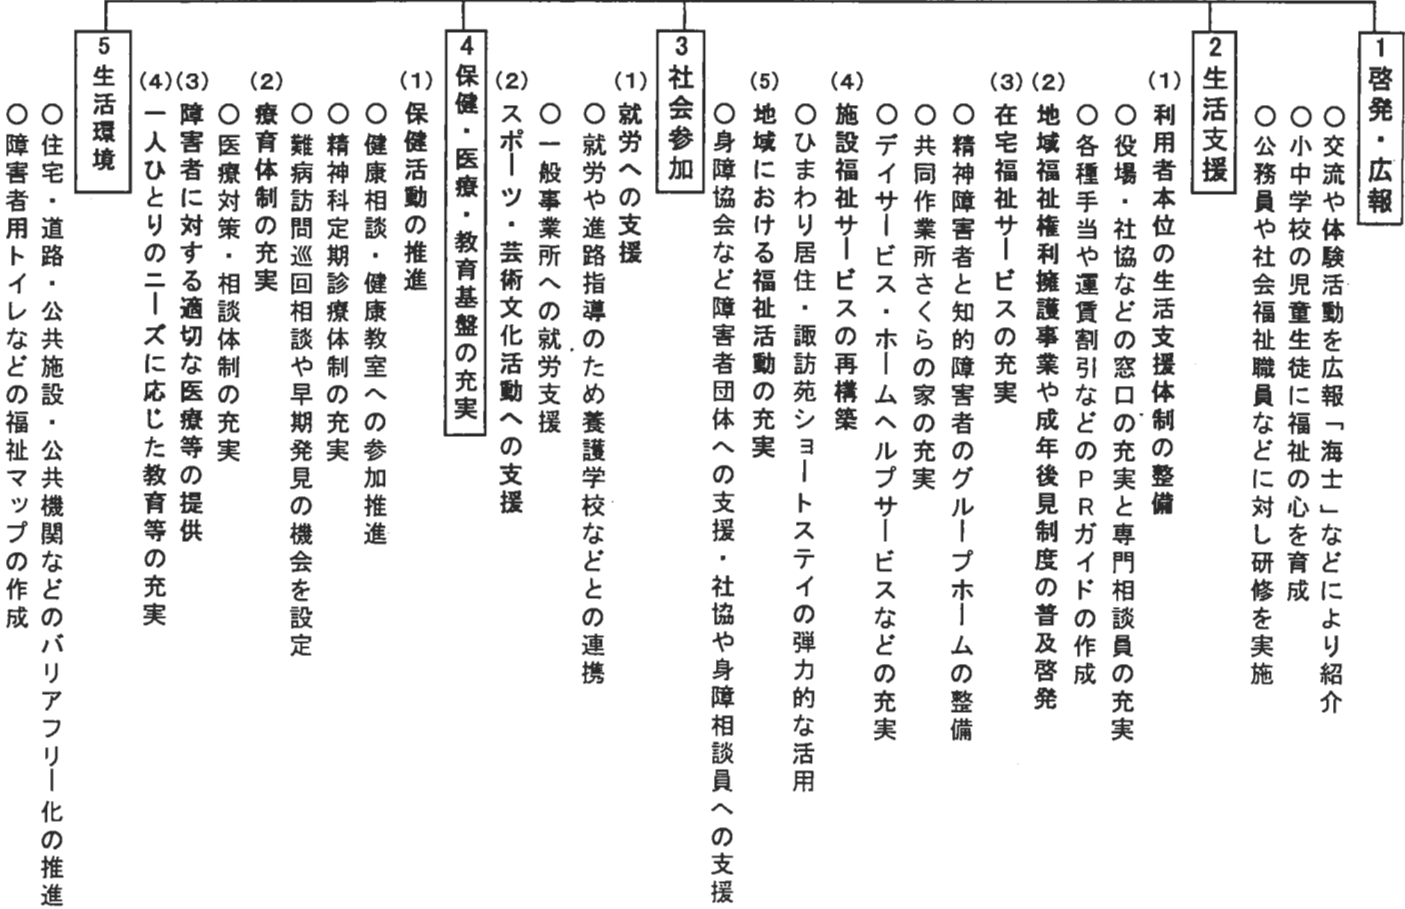 1 啓発・広報
○交流や体験活動を広報「海士」などにより紹介
○小中学校の児童生徒に福祉の心を育成
○公務員や社会福祉職員などに対し研修を実施
2 生活支援
(1) 利用者本位の生活支援体制の整備
○役場・社協などの窓口の充実と専門相談員の充実
○各種手当や運賃割引などのPRガイドの作成
(2) 地域福祉権利擁護事業や成年後見制度の普及啓発
(3) 在宅福祉サービスの充実
○精神障害者と知的障害者のグループホームの整備
○共同作業所さくらの家の充実
○デイサービス・ホームヘルプサービスなどの充実
(4) 施設福祉サービスの再構築
○ひまわり居住・諏訪苑ショートステイの弾力的な活用
(5) 地域における福祉活動の充実
○身障協会など障害者団体への支援・社協や身障相談員への支援
3 社会参加
(1) 就労への支援
○就労や進路指導のため養護学校などとの連携
○一般事業所への就労支援
(2) スポーツ・芸術文化活動への支援
4 保健・医療・教育基盤の充実
(1) 保健活動の推進
○健康相談・健康教室への参加推進
○精神科定期診療体制の充実
○難病訪問巡回相談や早期発見の機会を設定
(2) 療育体制の充実
○医療対策・相談体制の充実
(3) 障害者に対する適切な医療等の提供
(4) 一人ひとりのニーズに応じた教育等の充実
5 生活環境
○住宅・道路・公共施設・公共機関などのバリアフリー化の推進
○障害者用トイレなどの福祉マップの作成